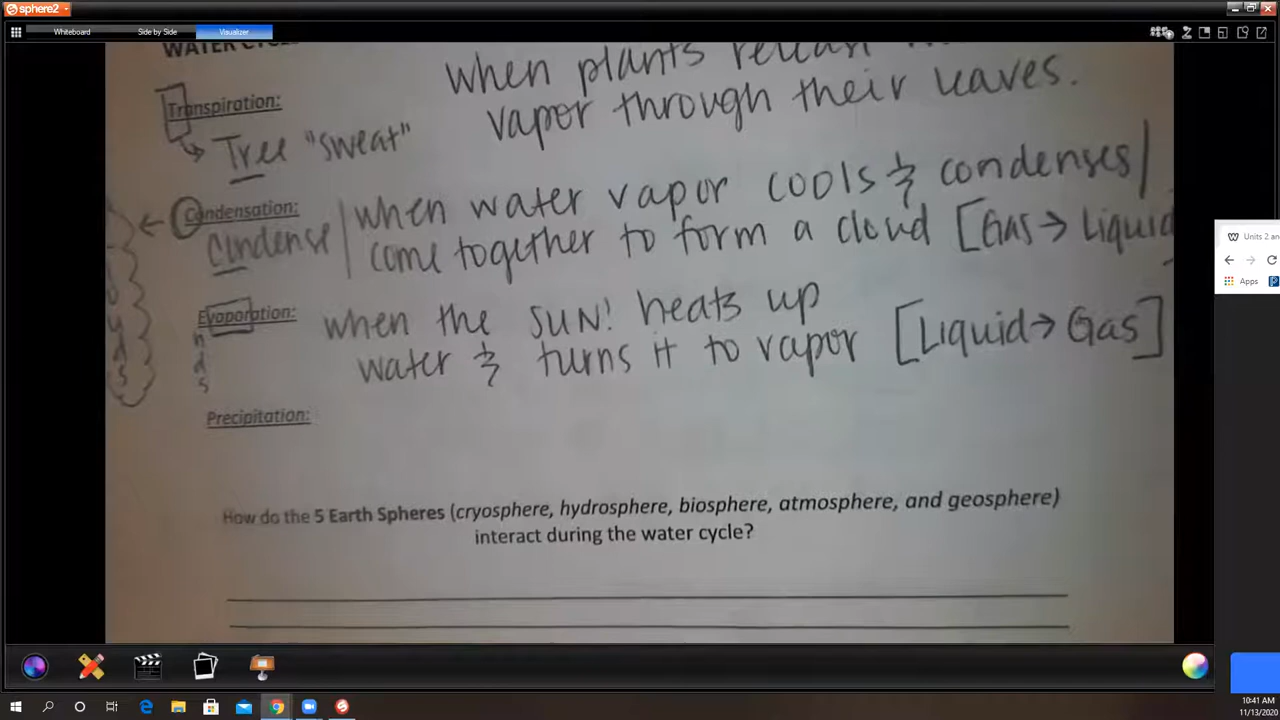 sphere2
Whiteboard
Side by Side
Visualizer
WATER CYCLE
when plants release
Transpiration:
vapor through their leaves.
Tree "sweat"
Condensation:
when water vapor cools & condenses/
Condense
come together to form a cloud [Gas→Liquid
Evaporation:
when the SUN! heats up
water & turns it to vapor [Liquid→Gas]
Precipitation:
How do the 5 Earth Spheres (cryosphere, hydrosphere, biosphere, atmosphere, and geosphere)
interact during the water cycle?
Units 2 an
Apps
10:41 AM
11/13/2020